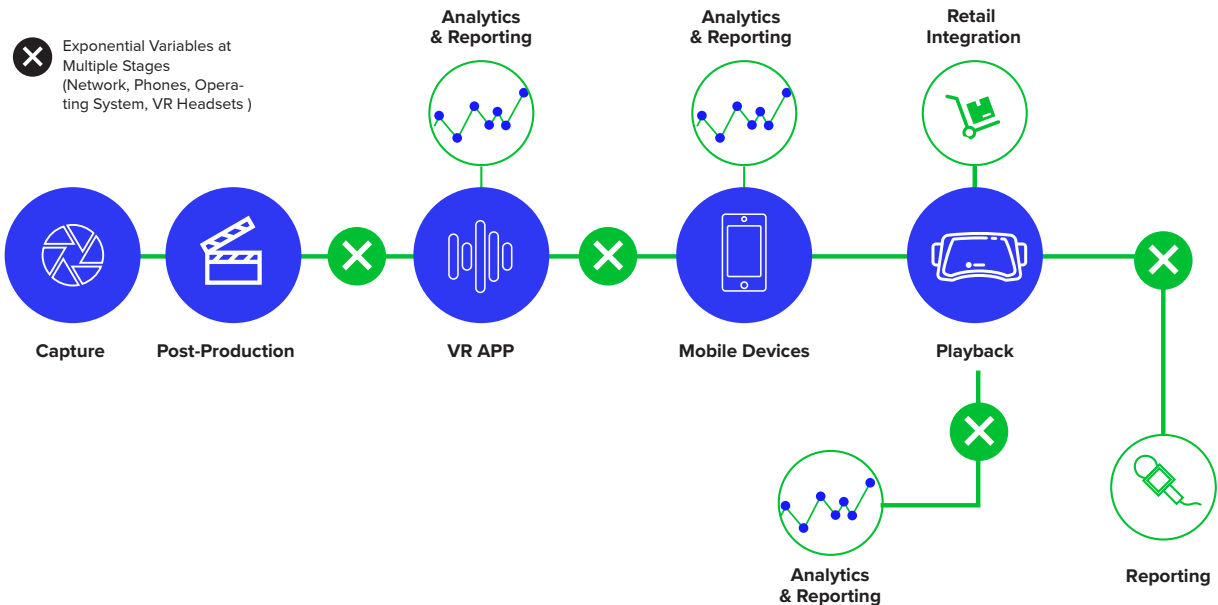 Exponential Variables at
Multiple Stages
(Network, Phones, Opera-
ting System, VR Headsets )
Analytics
& Reporting
Analytics
& Reporting
Retail
Integration
Capture
Post-Production
VR APP
Mobile Devices
Playback
Analytics
& Reporting
Reporting